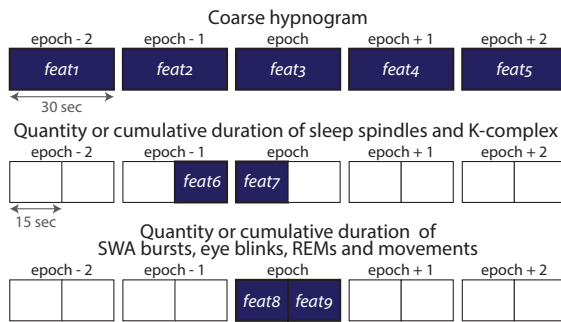 Coarse hypnogram
epoch - 2 epoch - 1 epoch epoch + 1 epoch + 2
feat1 feat2 feat3 feat4 feat5
30 sec
Quantity or cumulative duration of sleep spindles and K-complex
epoch - 2 epoch - 1 epoch epoch + 1 epoch + 2
feat6 feat7
15 sec
Quantity or cumulative duration of
SWA bursts, eye blinks, REMs and movements
epoch - 2 epoch - 1 epoch epoch + 1 epoch + 2
feat8 feat9